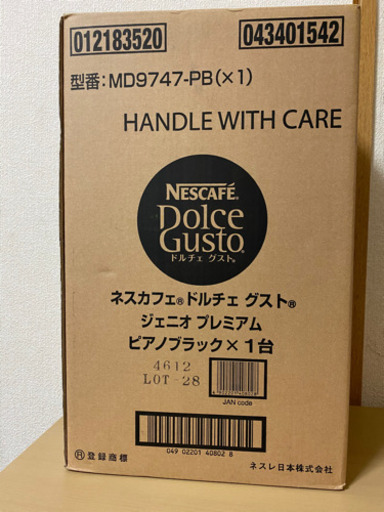 012183520 043401542
型番:MD9747-PB(×1)
HANDLE WITH CARE
NESCAFÉ®
Dolce
Gusto®
ドルチェ グスト®
ネスカフェ®ドルチェ グスト®
ジェニオ プレミアム
ピアノブラック×1台
4612
LOT-28
JAN code
Ⓡ登録商標
049 02201 40802 8
ネスレ日本株式会社